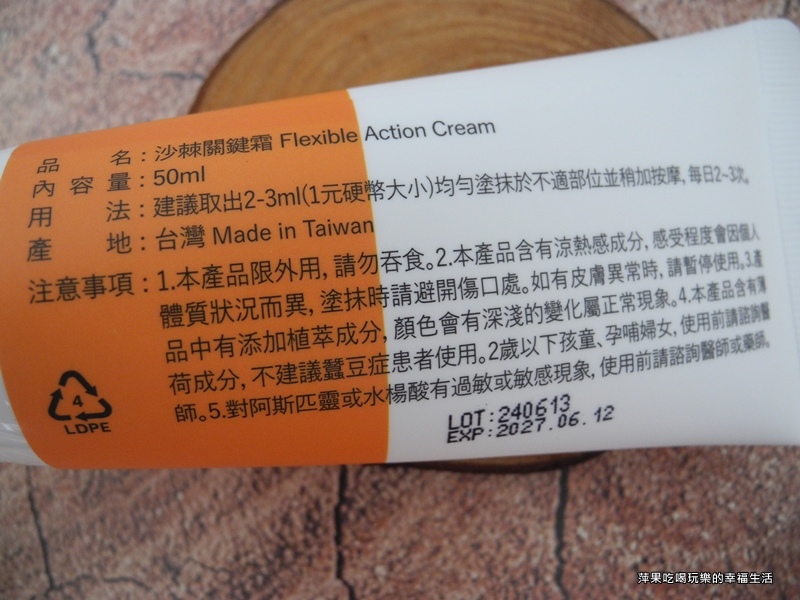 品名：沙棘關鍵霜 Flexible Action Cream
內容量：50ml
用法：建議取出2-3ml(1元硬幣大小)均勻塗抹於不適部位並稍加按摩, 每日2~3次。
產地：台灣 Made in Taiwan
注意事項：1.本產品限外用, 請勿吞食。2.本產品含有涼熱感成分, 感受程度會因個人
體質狀況而異, 塗抹時請避開傷口處。如有皮膚異常時, 請暫停使用。3.產
品中有添加植萃成分, 顏色會有深淺的變化屬正常現象。4.本產品含有薄
荷成分, 不建議蠶豆症患者使用。2歲以下孩童、孕哺婦女, 使用前請諮詢醫
師。5.對阿斯匹靈或水楊酸有過敏或敏感現象, 使用前請諮詢醫師或藥師。
4
LDPE
LOT:240613
EXP:2027.06.12
萍果吃喝玩樂的幸福生活